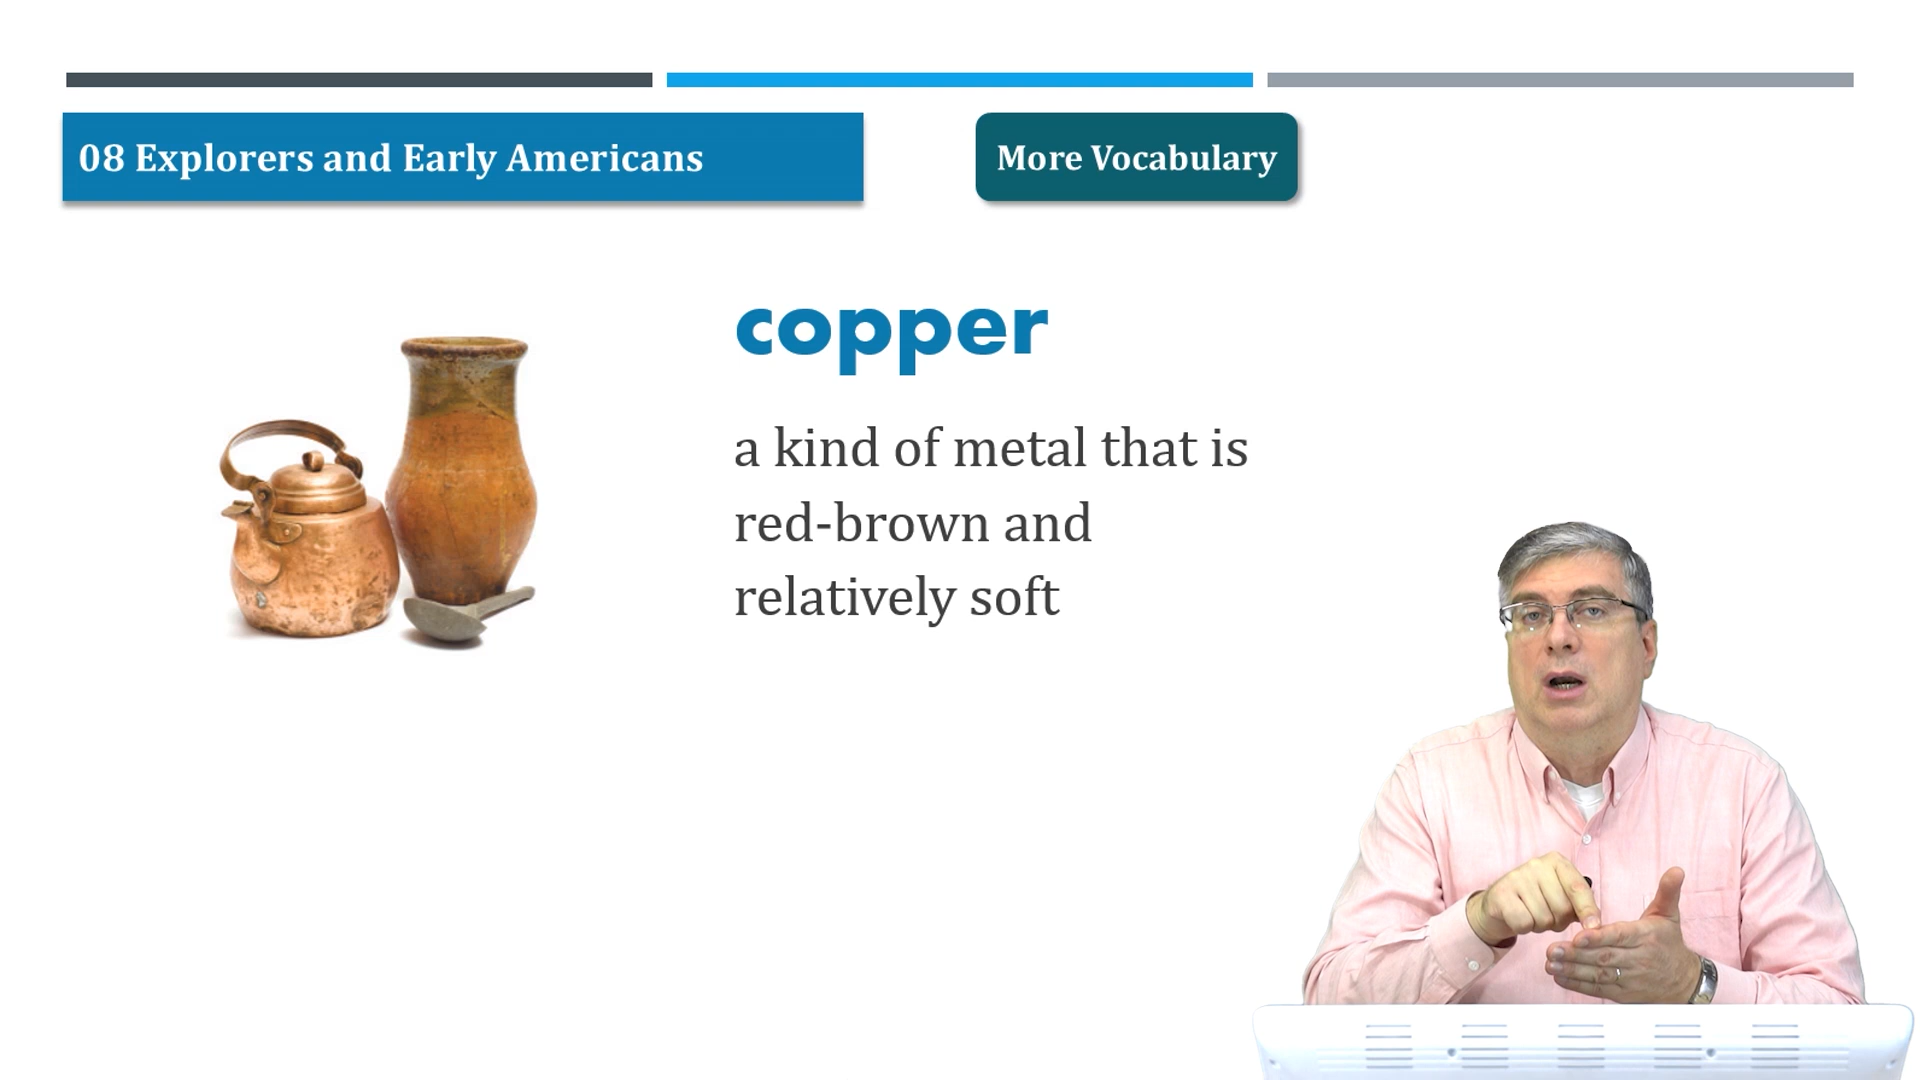 08 Explorers and Early Americans
More Vocabulary
copper
a kind of metal that is
red-brown and
relatively soft